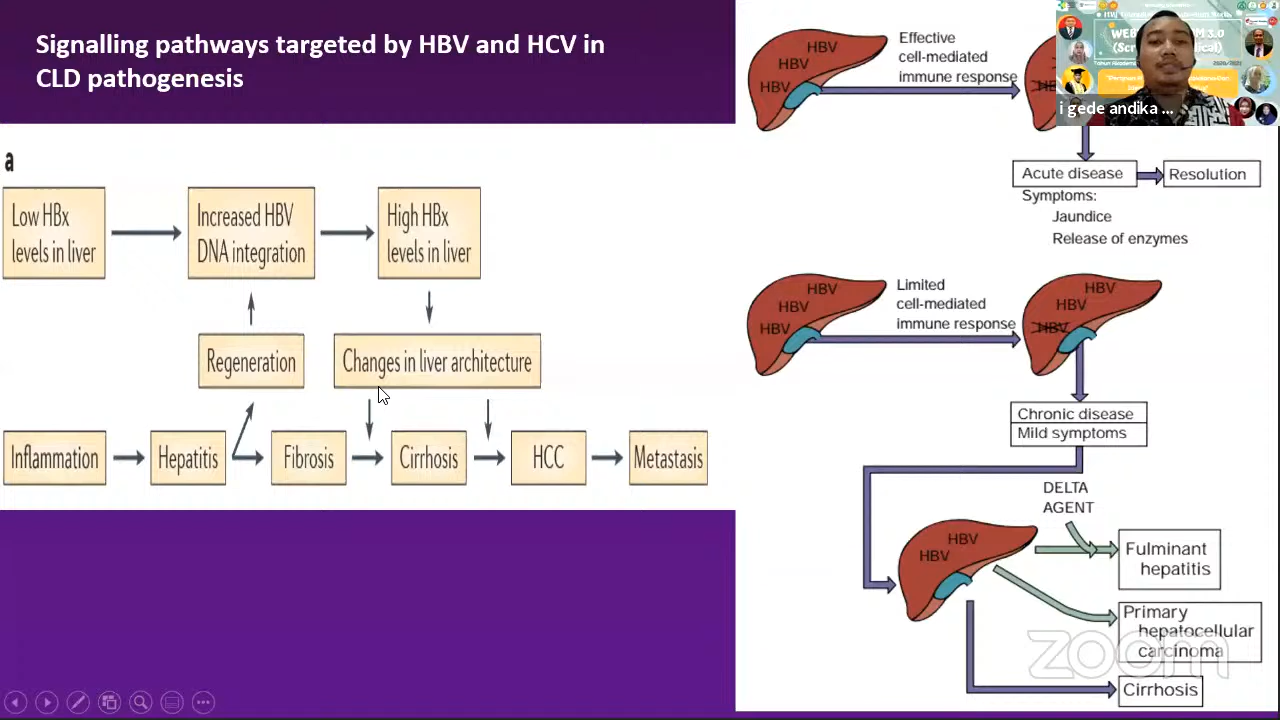 Signalling pathways targeted by HBV and HCV in
CLD pathogenesis
a
Low HBx
levels in liver
Increased HBV
DNA integration
High HBx
levels in liver
Regeneration
Changes in liver architecture
Inflammation
Hepatitis
Fibrosis
Cirrhosis
HCC
Metastasis
HBV
HBV
HBV
Effective
cell-mediated
immune response
Acute disease
Resolution
Symptoms:
Jaundice
Release of enzymes
HBV
HBV
HBV
Limited
cell-mediated
immune response
HBV
HBV
HBV
Chronic disease
Mild symptoms
DELTA
AGENT
HBV
HBV
Fulminant
hepatitis
Primary
hepatocellular
carcinoma
Cirrhosis
zoom
i gede andika ...
2020/2021